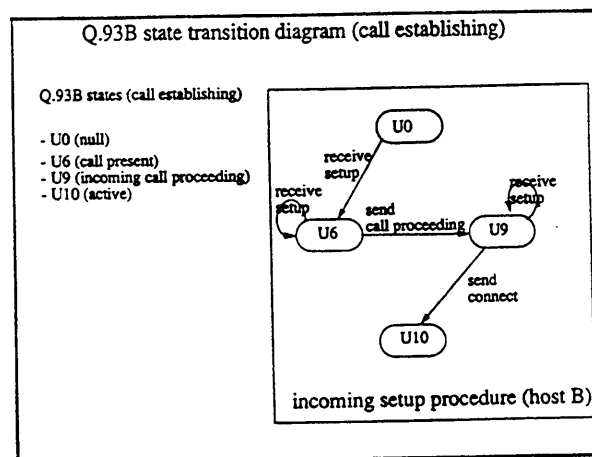 Q.93B state transition diagram (call establishing)
Q.93B states (call establishing)
- U0 (null)
- U6 (call present)
- U9 (incoming call proceeding)
- U10 (active)
U0
receive
setup
receive
setup
receive
setup
send
call proceeding
U6
U9
send
connect
U10
incoming setup procedure (host B)